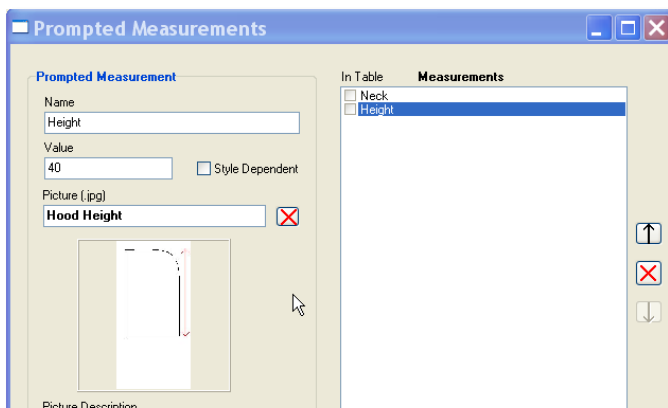 Prompted Measurements
Prompted Measurement
Name
Height
Value
40
Style Dependent
Picture (.jpg)
Hood Height
Picture Description
In Table Measurements
Neck
Height